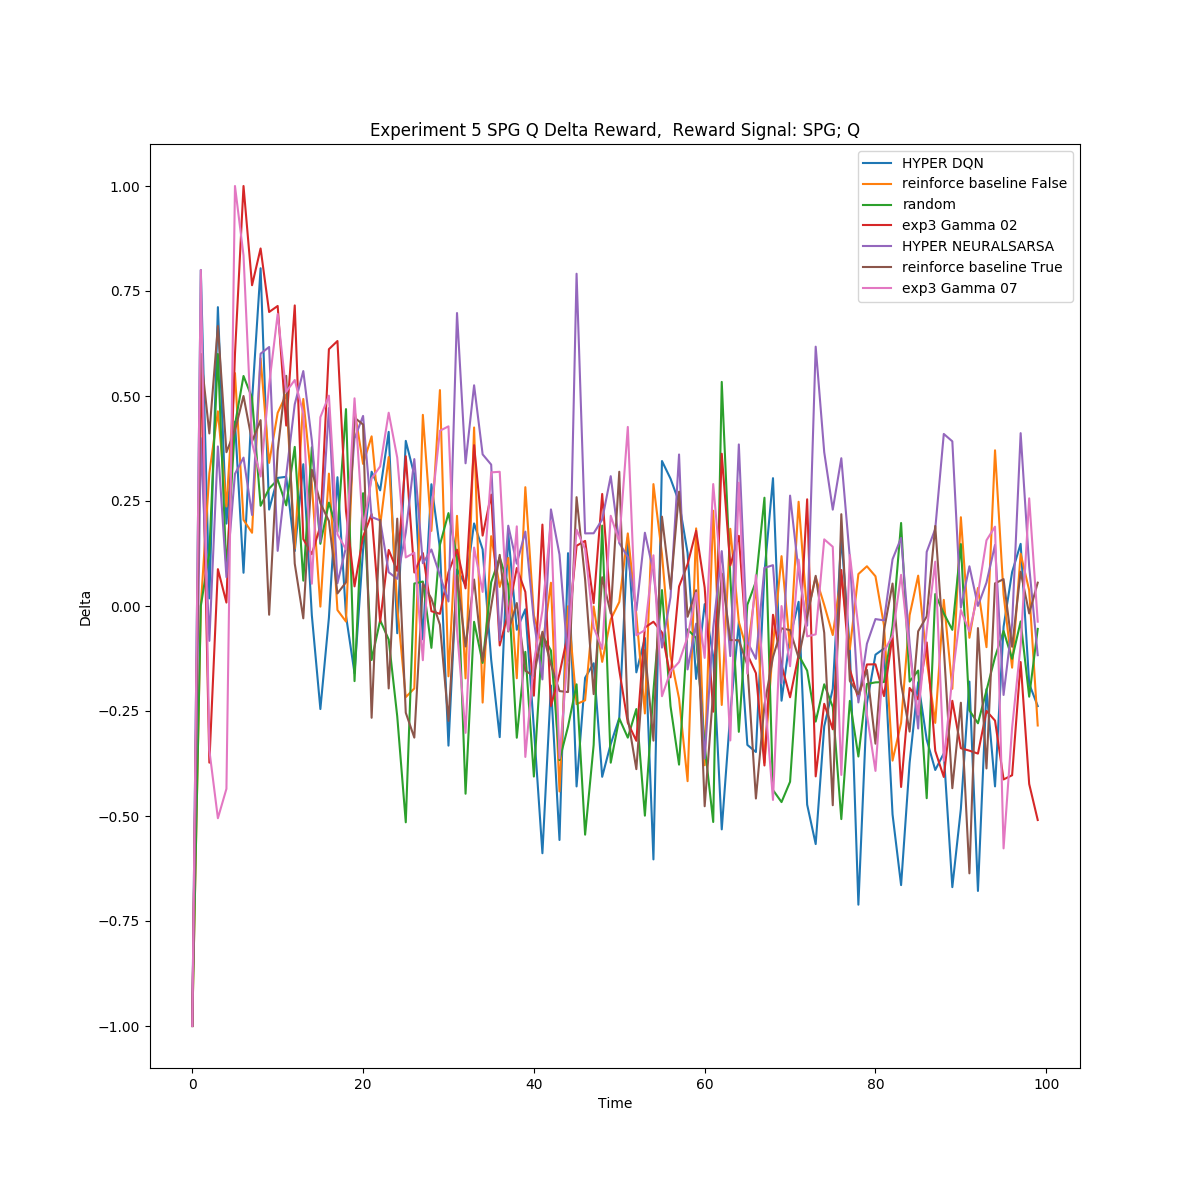 Experiment 5 SPG Q Delta Reward,  Reward Signal: SPG; Q
HYPER DQN
reinforce baseline False
random
exp3 Gamma 02
HYPER NEURALSARSA
reinforce baseline True
exp3 Gamma 07
1.00
0.75
0.50
0.25
0.00
−0.25
−0.50
−0.75
−1.00
Delta
0 20 40 60 80 100
Time